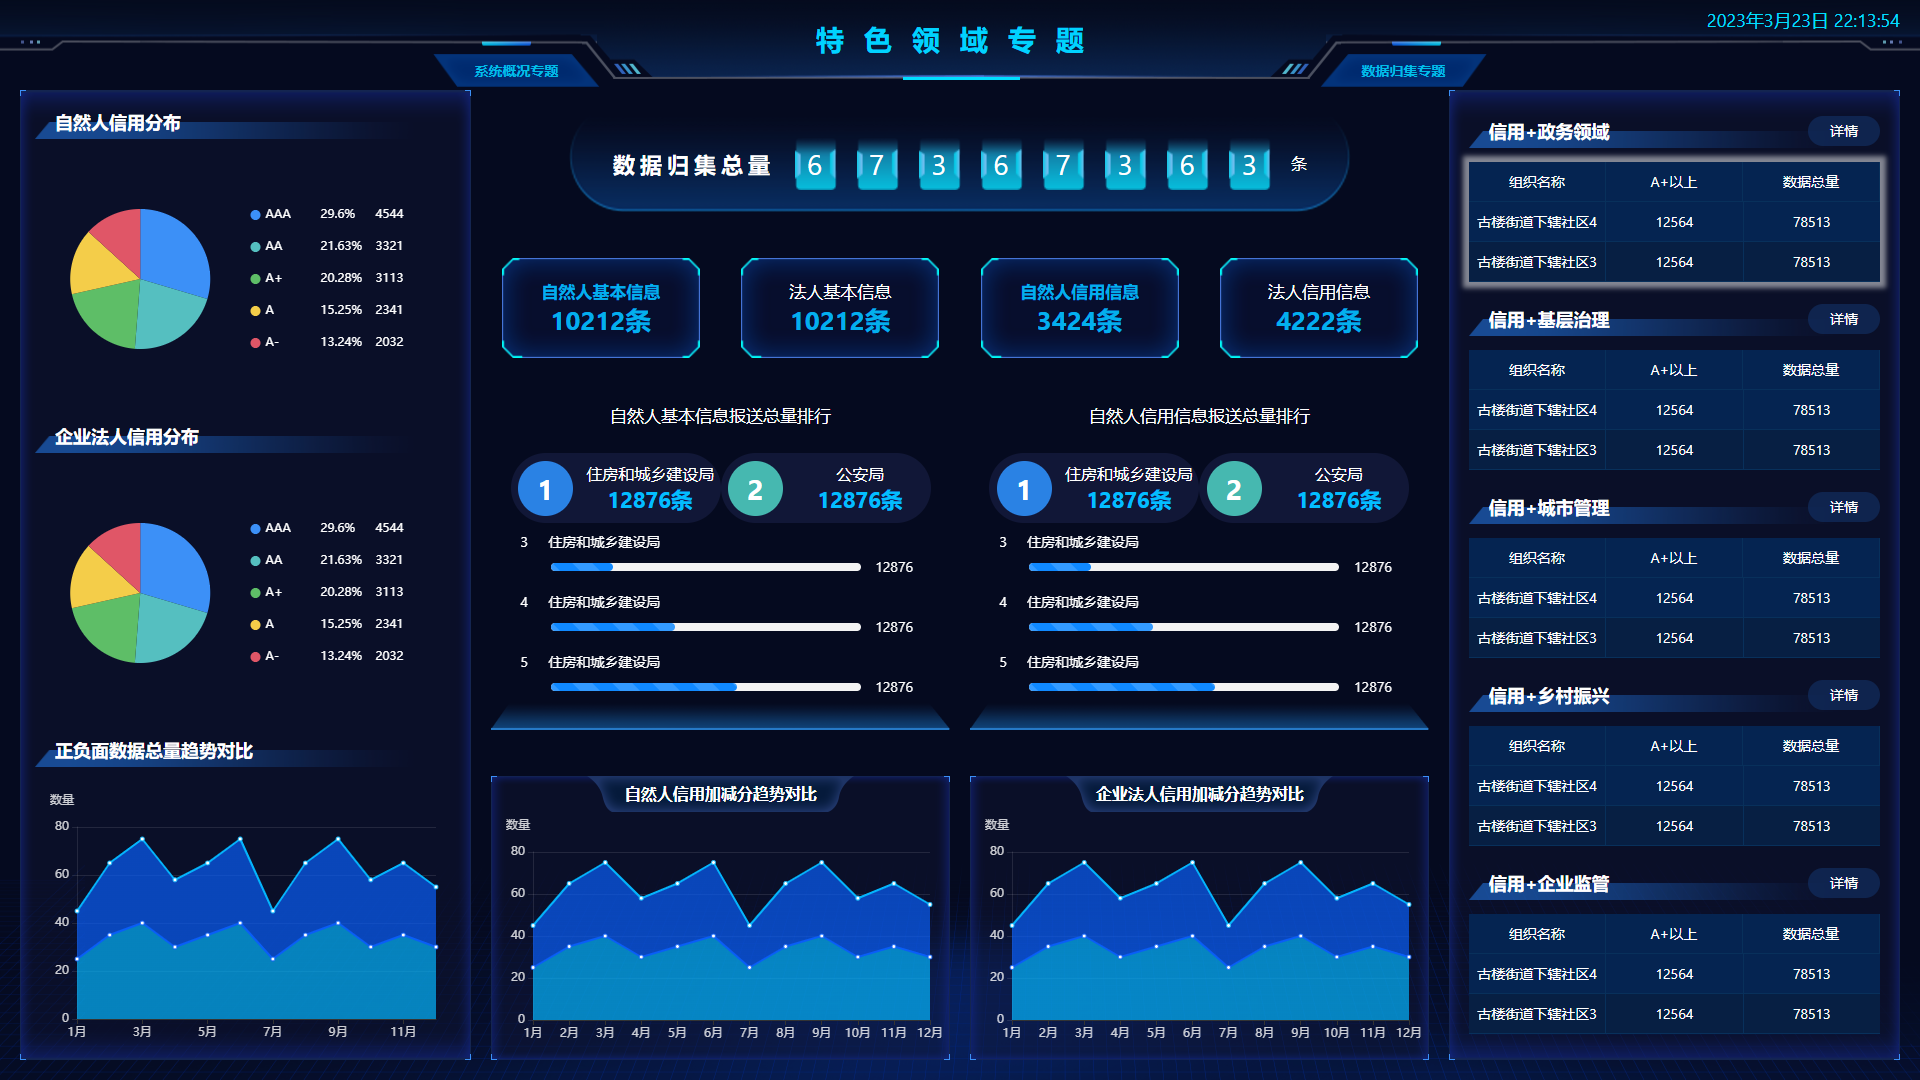 特色领域专题
2023年3月23日 22:13:54
系统概况专题
数据归集专题
自然人信用分布
AAA 29.6% 4544
AA 21.63% 3321
A+ 20.28% 3113
A 15.25% 2341
A- 13.24% 2032
企业法人信用分布
AAA 29.6% 4544
AA 21.63% 3321
A+ 20.28% 3113
A 15.25% 2341
A- 13.24% 2032
正负面数据总量趋势对比
数量
80
60
40
20
0
1月 3月 5月 7月 9月 11月
数据归集总量 6 7 3 6 7 3 6 3 条
自然人基本信息
10212条
法人基本信息
10212条
自然人信用信息
3424条
法人信用信息
4222条
自然人基本信息报送总量排行
1 住房和城乡建设局
12876条
2 公安局
12876条
3 住房和城乡建设局
12876
4 住房和城乡建设局
12876
5 住房和城乡建设局
12876
自然人信用信息报送总量排行
1 住房和城乡建设局
12876条
2 公安局
12876条
3 住房和城乡建设局
12876
4 住房和城乡建设局
12876
5 住房和城乡建设局
12876
自然人信用加减分趋势对比
数量
80
60
40
20
0
1月 2月 3月 4月 5月 6月 7月 8月 9月 10月 11月 12月
企业法人信用加减分趋势对比
数量
80
60
40
20
0
1月 2月 3月 4月 5月 6月 7月 8月 9月 10月 11月 12月
信用+政务领域 详情
组织名称 A+以上 数据总量
古楼街道下辖社区4 12564 78513
古楼街道下辖社区3 12564 78513
信用+基层治理 详情
组织名称 A+以上 数据总量
古楼街道下辖社区4 12564 78513
古楼街道下辖社区3 12564 78513
信用+城市管理 详情
组织名称 A+以上 数据总量
古楼街道下辖社区4 12564 78513
古楼街道下辖社区3 12564 78513
信用+乡村振兴 详情
组织名称 A+以上 数据总量
古楼街道下辖社区4 12564 78513
古楼街道下辖社区3 12564 78513
信用+企业监管 详情
组织名称 A+以上 数据总量
古楼街道下辖社区4 12564 78513
古楼街道下辖社区3 12564 78513